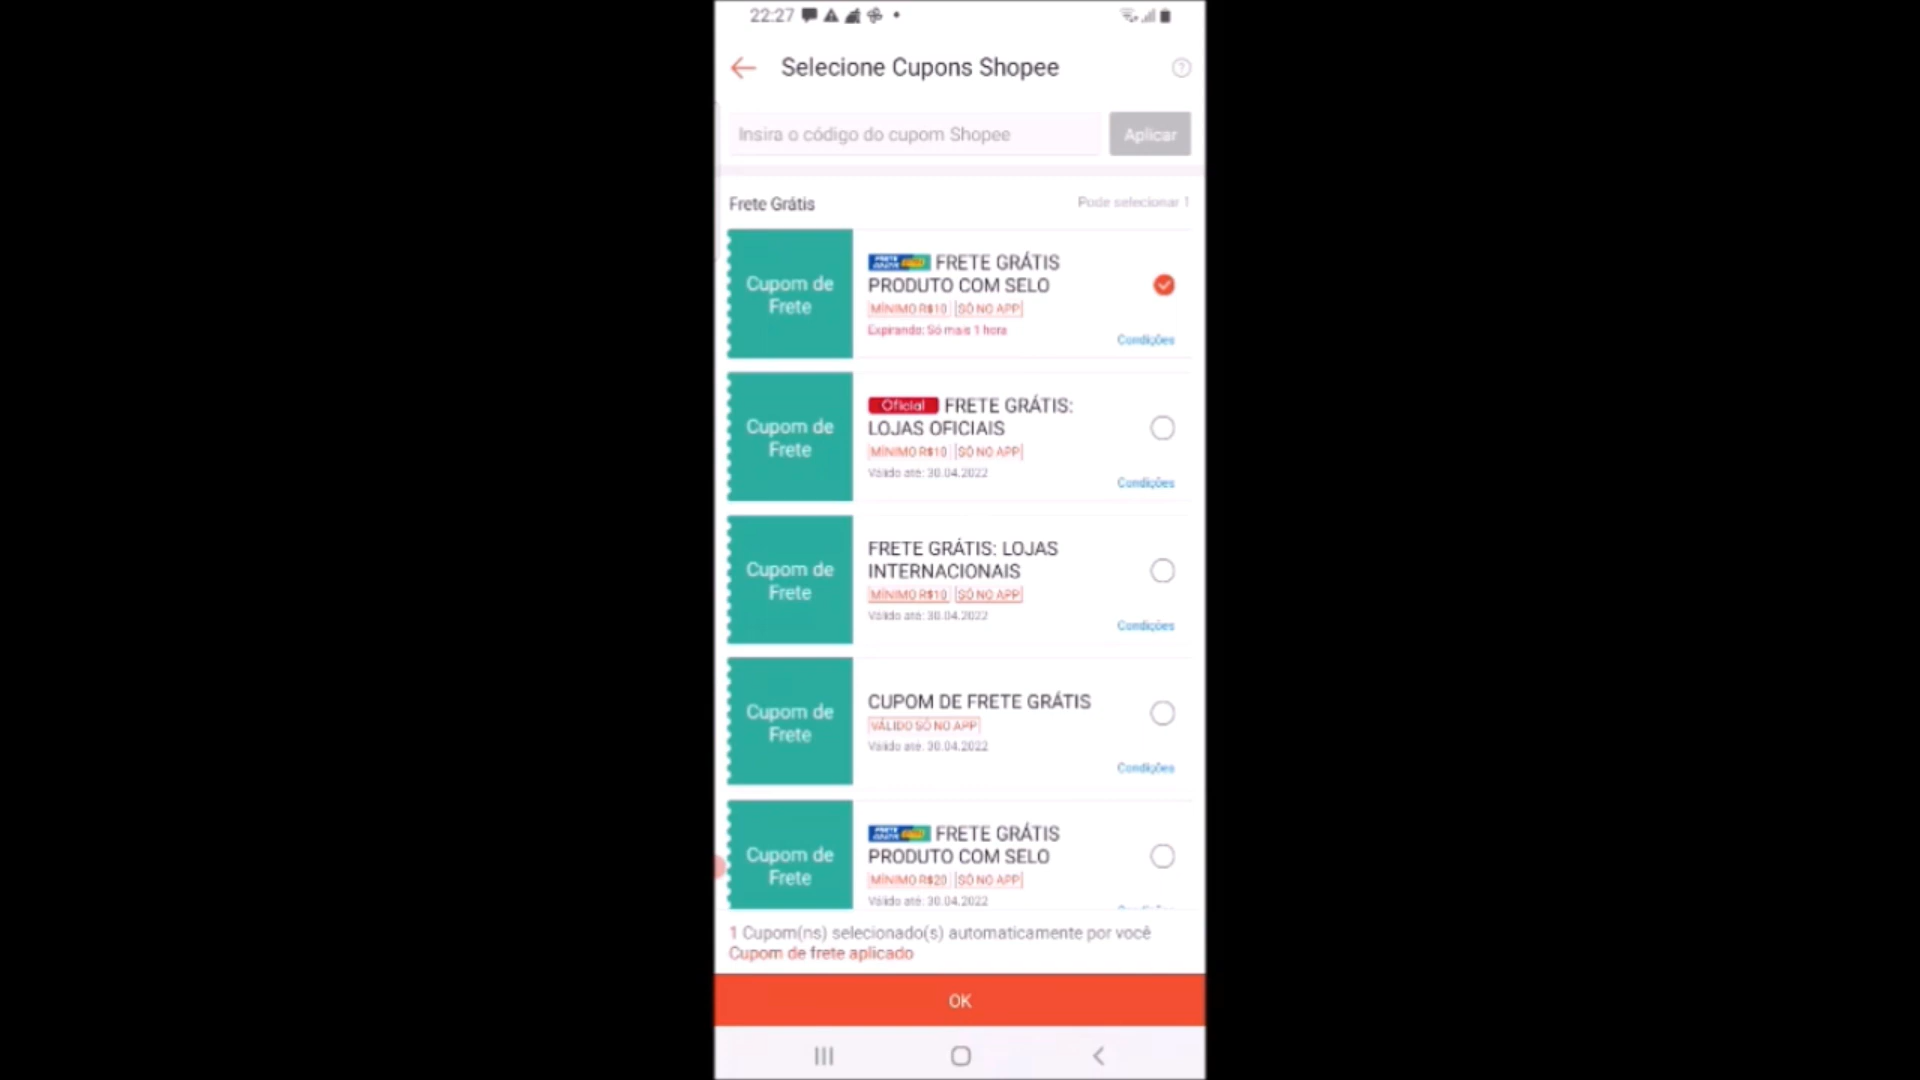 22:27
Selecione Cupons Shopee
Insira o código do cupom Shopee
Aplicar
Frete Grátis
Pode selecionar 1
Cupom de
Frete
FRETE GRÁTIS
PRODUTO COM SELO
MÍNIMO R$10 SÓ NO APP
Expirando: Só mais 1 hora
Condições
Cupom de
Frete
Oficial FRETE GRÁTIS:
LOJAS OFICIAIS
MÍNIMO R$10 SÓ NO APP
Válido até: 30.04.2022
Condições
Cupom de
Frete
FRETE GRÁTIS: LOJAS
INTERNACIONAIS
MÍNIMO R$10 SÓ NO APP
Válido até: 30.04.2022
Condições
Cupom de
Frete
CUPOM DE FRETE GRÁTIS
VÁLIDO SÓ NO APP
Válido até: 30.04.2022
Condições
Cupom de
Frete
FRETE GRÁTIS
PRODUTO COM SELO
MÍNIMO R$20 SÓ NO APP
Válido até: 30.04.2022
1 Cupom(ns) selecionado(s) automaticamente por você
Cupom de frete aplicado
OK